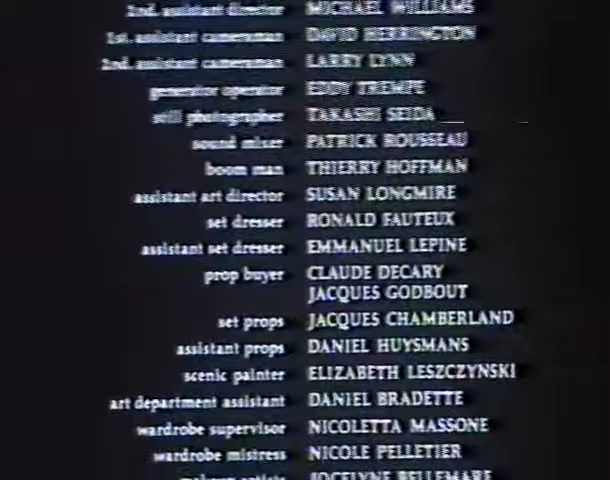 2nd. assistant director MICHAEL WILLIAMS
1st. assistant cameraman DAVID HERRINGTON
2nd. assistant cameraman LARRY LYNN
generator operator EDDY TREMPE
still photographer TAKASHI SEIDA
sound mixer PATRICK ROUSSEAU
boom man THIERRY HOFFMAN
assistant art director SUSAN LONGMIRE
set dresser RONALD FAUTEUX
assistant set dresser EMMANUEL LEPINE
prop buyer CLAUDE DECARY
JACQUES GODBOUT
set props JACQUES CHAMBERLAND
assistant props DANIEL HUYSMANS
scenic painter ELIZABETH LESZCZYNSKI
art department assistant DANIEL BRADETTE
wardrobe supervisor NICOLETTA MASSONE
wardrobe mistress NICOLE PELLETIER
makeup artists JOCELYNE BELLEMARE